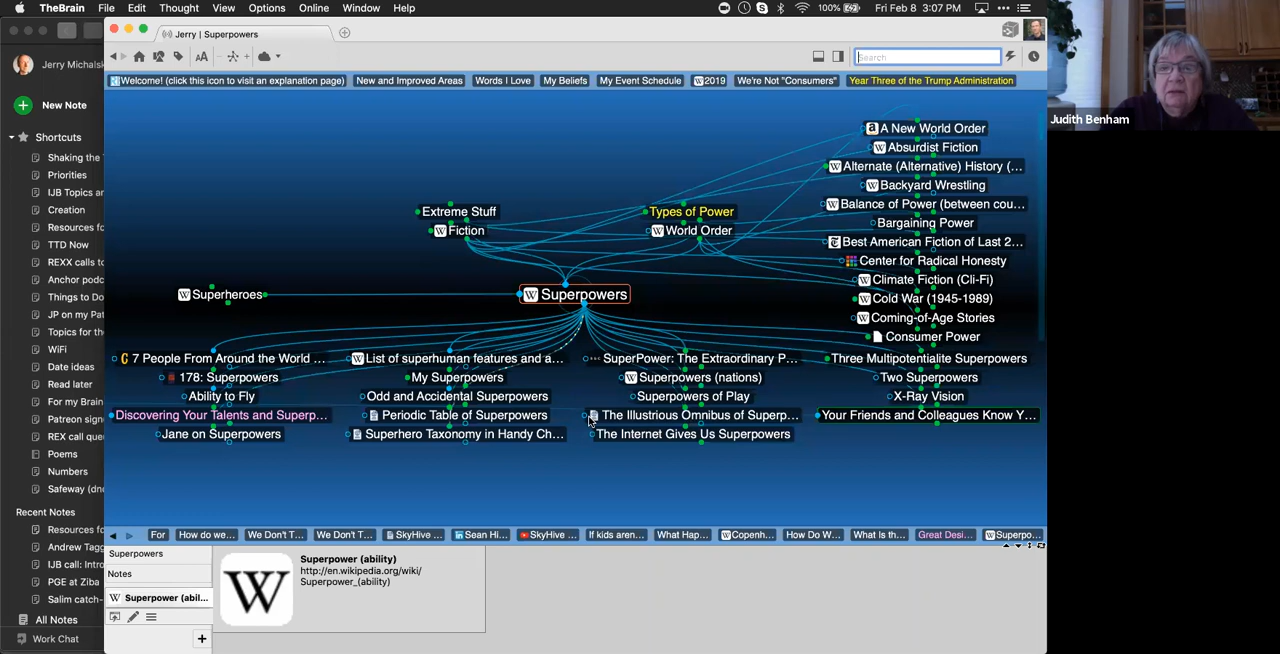 TheBrain File Edit Thought View Options Online Window Help 100% Fri Feb 8 3:07 PM
Jerry | Superpowers
AA
Search
Welcome! (click this icon to visit an explanation page) New and Improved Areas Words I Love My Beliefs My Event Schedule W 2019 We're Not "Consumers" Year Three of the Trump Administration
Jerry Michalsk
New Note
Shortcuts
Shaking the
Priorities
IJB Topics ar
Creation
Resources fo
TTD Now
REXX calls to
Anchor podc
Things to Do
JP on my Pat
Topics for the
WiFi
Date ideas
Read later
For my Brain
Patreon sign
REX call que
Poems
Numbers
Safeway (dn
Recent Notes
Resources fo
Andrew Tagg
IJB call: Intro
PGE at Ziba
Salim catch-
All Notes
Work Chat
Extreme Stuff
W Fiction
Types of Power
W World Order
W Superheroes
W Superpowers
a A New World Order
W Absurdist Fiction
W Alternate (Alternative) History (...
W Backyard Wrestling
W Balance of Power (between cou...
Bargaining Power
Best American Fiction of Last 2...
Center for Radical Honesty
W Climate Fiction (Cli-Fi)
W Cold War (1945-1989)
W Coming-of-Age Stories
Consumer Power
7 People From Around the World ...
178: Superpowers
Ability to Fly
Discovering Your Talents and Superp...
Jane on Superpowers
W List of superhuman features and a...
My Superpowers
Odd and Accidental Superpowers
Periodic Table of Superpowers
Superhero Taxonomy in Handy Ch...
SuperPower: The Extraordinary P...
W Superpowers (nations)
Superpowers of Play
The Illustrious Omnibus of Superp...
The Internet Gives Us Superpowers
Three Multipotentialite Superpowers
Two Superpowers
X-Ray Vision
Your Friends and Colleagues Know Y...
For How do we... We Don't T... We Don't T... SkyHive ... Sean Hi... SkyHive ... If kids aren... What Hap... W Copenh... How Do W... What Is th... Great Desi... W Superpo...
Superpowers
Notes
W Superpower (abil...
W
Superpower (ability)
http://en.wikipedia.org/wiki/
Superpower_(ability)
Judith Benham